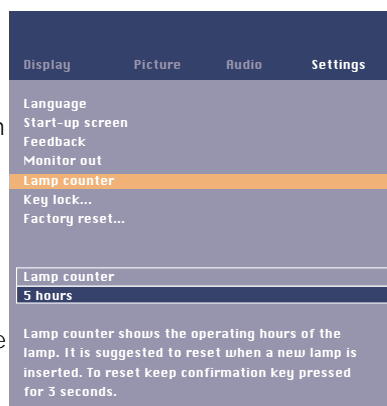 Display Picture Audio Settings
Language
Start-up screen
Feedback
Monitor out
Lamp counter
Key lock...
Factory reset...
Lamp counter
5 hours
Lamp counter shows the operating hours of the
lamp. It is suggested to reset when a new lamp is
inserted. To reset keep confirmation key pressed
for 3 seconds.